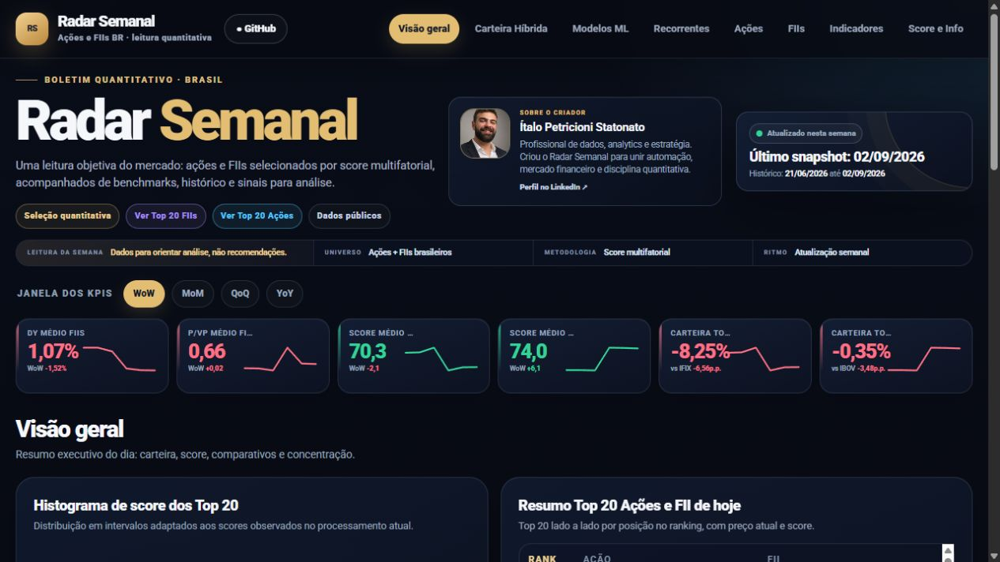 RS
Radar Semanal
Ações e FIIs BR · leitura quantitativa
• GitHub
Visão geral
Carteira Híbrida
Modelos ML
Recorrentes
Ações
FIIs
Indicadores
Score e Info
BOLETIM QUANTITATIVO · BRASIL
Radar Semanal
Uma leitura objetiva do mercado: ações e FIIs selecionados por score multifatorial,
acompanhados de benchmarks, histórico e sinais para análise.
Seleção quantitativa
Ver Top 20 FIIs
Ver Top 20 Ações
Dados públicos
SOBRE O CRIADOR
Ítalo Petricioni Statonato
Profissional de dados, analytics e estratégia.
Criou o Radar Semanal para unir automação,
mercado financeiro e disciplina quantitativa.
Perfil no LinkedIn ↗
Atualizado nesta semana
Último snapshot: 02/09/2026
Histórico: 21/06/2026 até 02/09/2026
LEITURA DA SEMANA Dados para orientar análise, não recomendações.
UNIVERSO Ações + FIIs brasileiros
METODOLOGIA Score multifatorial
RITMO Atualização semanal
JANELA DOS KPIS
WoW
MoM
QoQ
YoY
DY MÉDIO FIIS
1,07%
WoW -1,52%
P/VP MÉDIO FI...
0,66
WoW +0,02
SCORE MÉDIO ...
70,3
WoW -2,1
SCORE MÉDIO ...
74,0
WoW +6,1
CARTEIRA TO...
-8,25%
vs IFIX -6,56p.p.
CARTEIRA TO...
-0,35%
vs IBOV -3,48p.p.
Visão geral
Resumo executivo do dia: carteira, score, comparativos e concentração.
Histograma de score dos Top 20
Distribuição em intervalos adaptados aos scores observados no processamento atual.
Resumo Top 20 Ações e FII de hoje
Top 20 lado a lado por posição no ranking, com preço atual e score.
RANK AÇÃO FII